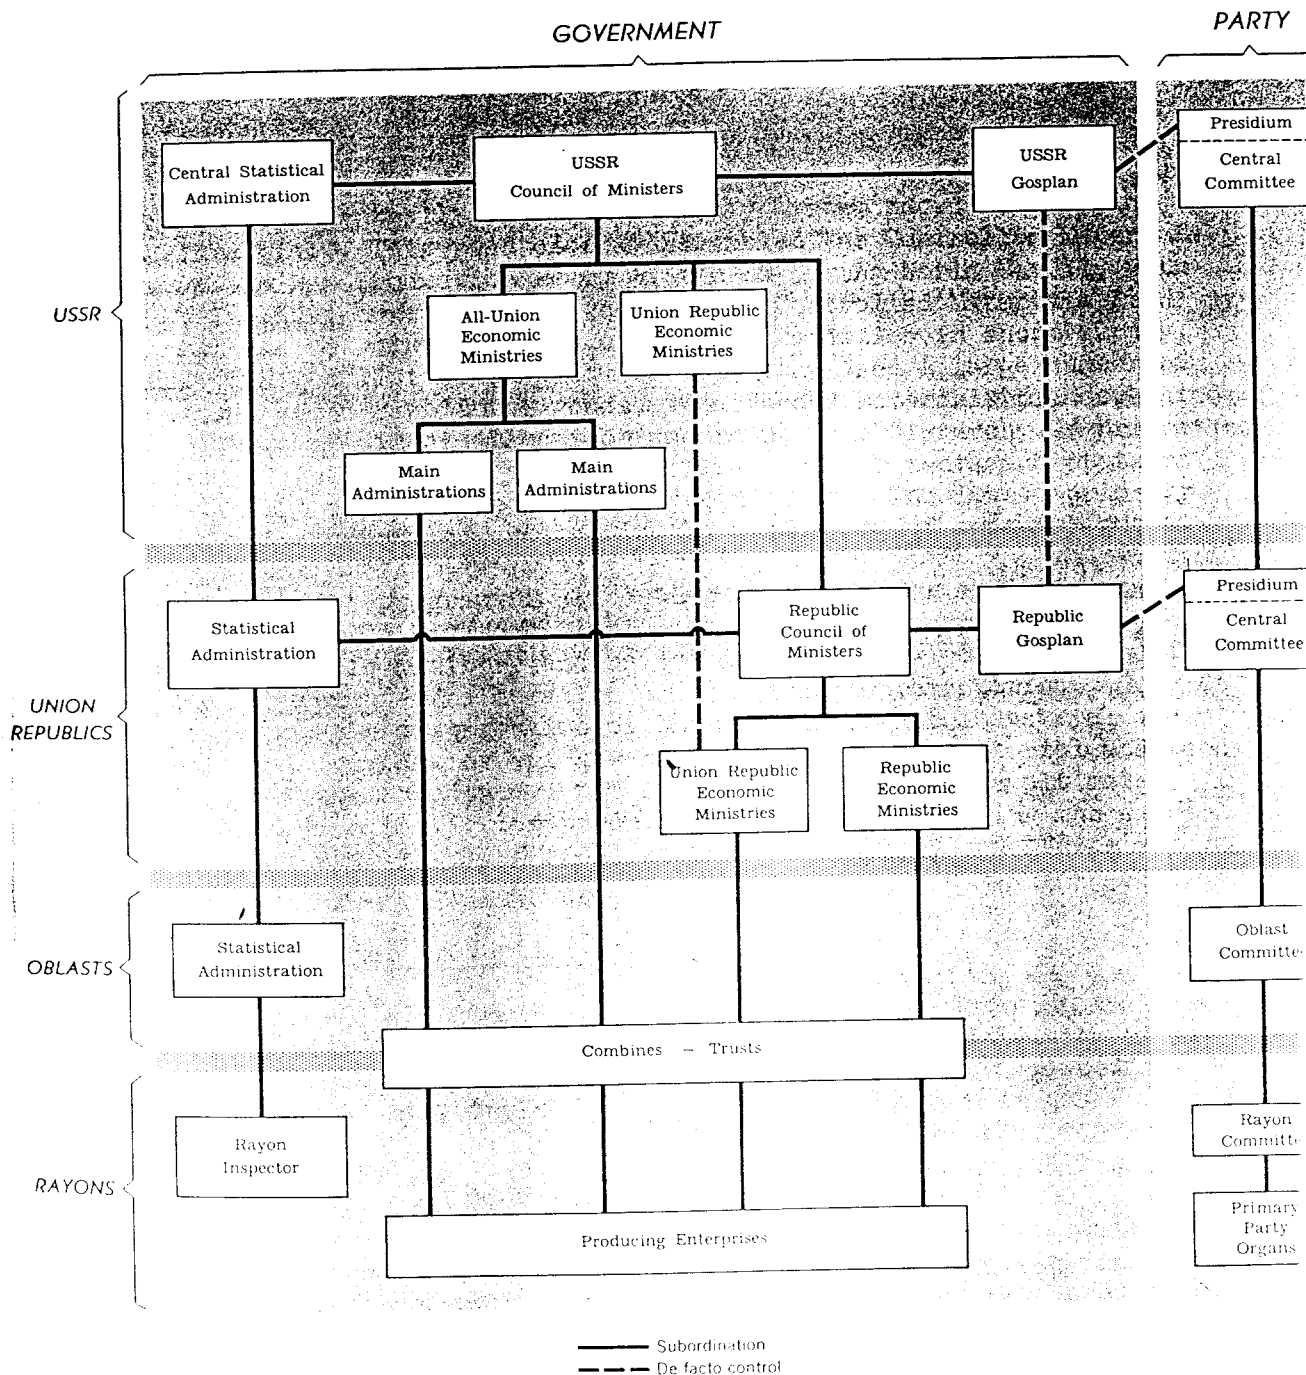 GOVERNMENT
PARTY
USSR
Central Statistical
Administration
USSR
Council of Ministers
USSR
Gosplan
Presidium
Central
Committee
All-Union
Economic
Ministries
Union Republic
Economic
Ministries
Main
Administrations
Main
Administrations
UNION
REPUBLICS
Statistical
Administration
Republic
Council of
Ministers
Republic
Gosplan
Presidium
Central
Committee
Union Republic
Economic
Ministries
Republic
Economic
Ministries
OBLASTS
Statistical
Administration
Oblast
Committe
Combines - Trusts
RAYONS
Rayon
Inspector
Rayon
Committe
Producing Enterprises
Primary
Party
Organs
Subordination
De facto control